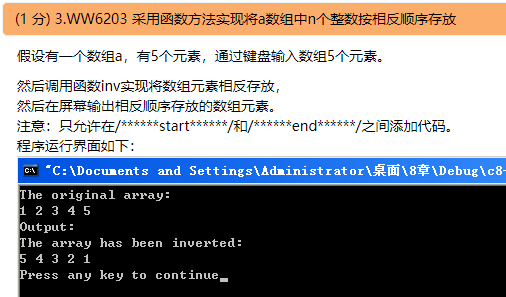 (1 分) 3.WW6203 采用函数方法实现将a数组中n个整数按相反顺序存放
假设有一个数组a，有5个元素，通过键盘输入数组5个元素。
然后调用函数inv实现将数组元素相反存放，
然后在屏幕输出相反顺序存放的数组元素。
注意：只允许在/******start******/和/******end******/之间添加代码。
程序运行界面如下：
"C:\Documents and Settings\Administrator\桌面\8章\Debug\c8-
The original array:
1 2 3 4 5
Output:
The array has been inverted:
5 4 3 2 1
Press any key to continue_